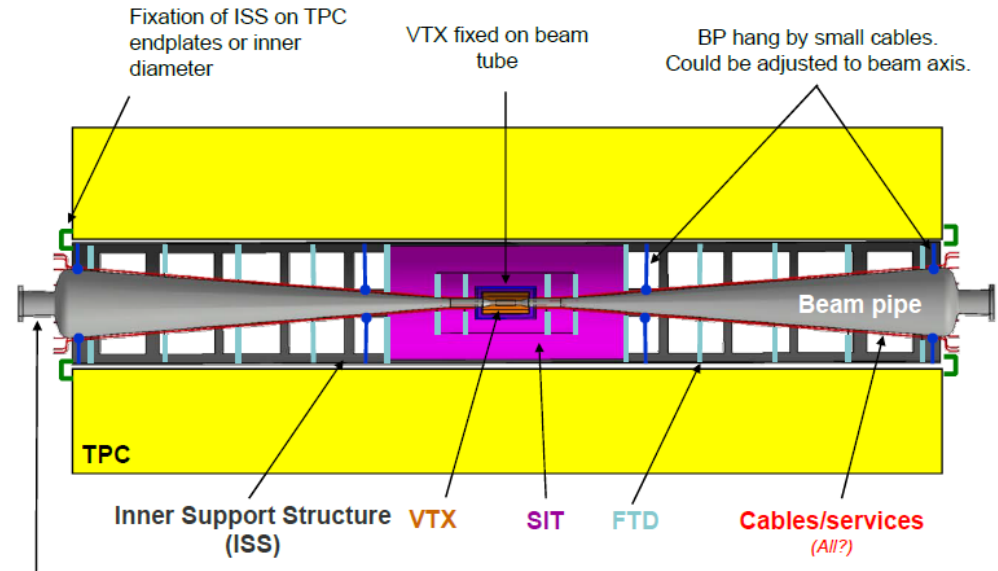 Fixation of ISS on TPC
endplates or inner
diameter
VTX fixed on beam
tube
BP hang by small cables.
Could be adjusted to beam axis.
Beam pipe
TPC
Inner Support Structure
(ISS)
VTX
SIT
FTD
Cables/services
(All?)